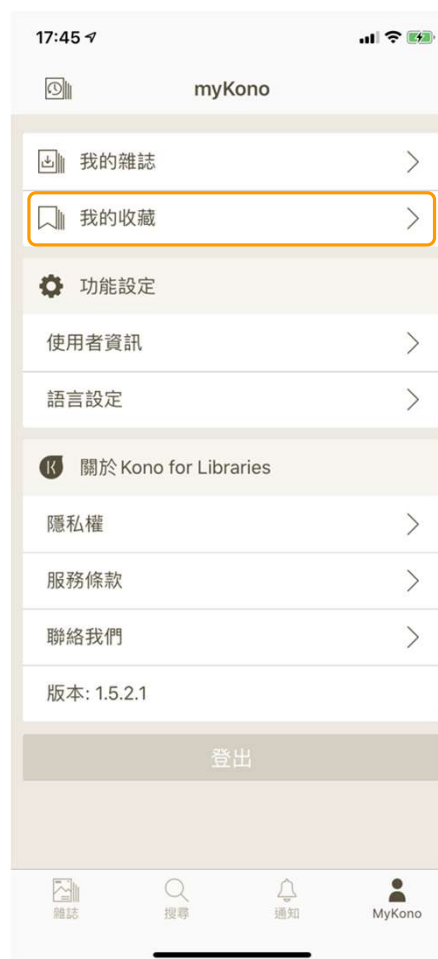 17:45
myKono
我的雜誌
我的收藏
功能設定
使用者資訊
語言設定
關於 Kono for Libraries
隱私權
服務條款
聯絡我們
版本: 1.5.2.1
登出
雜誌 搜尋 通知 MyKono